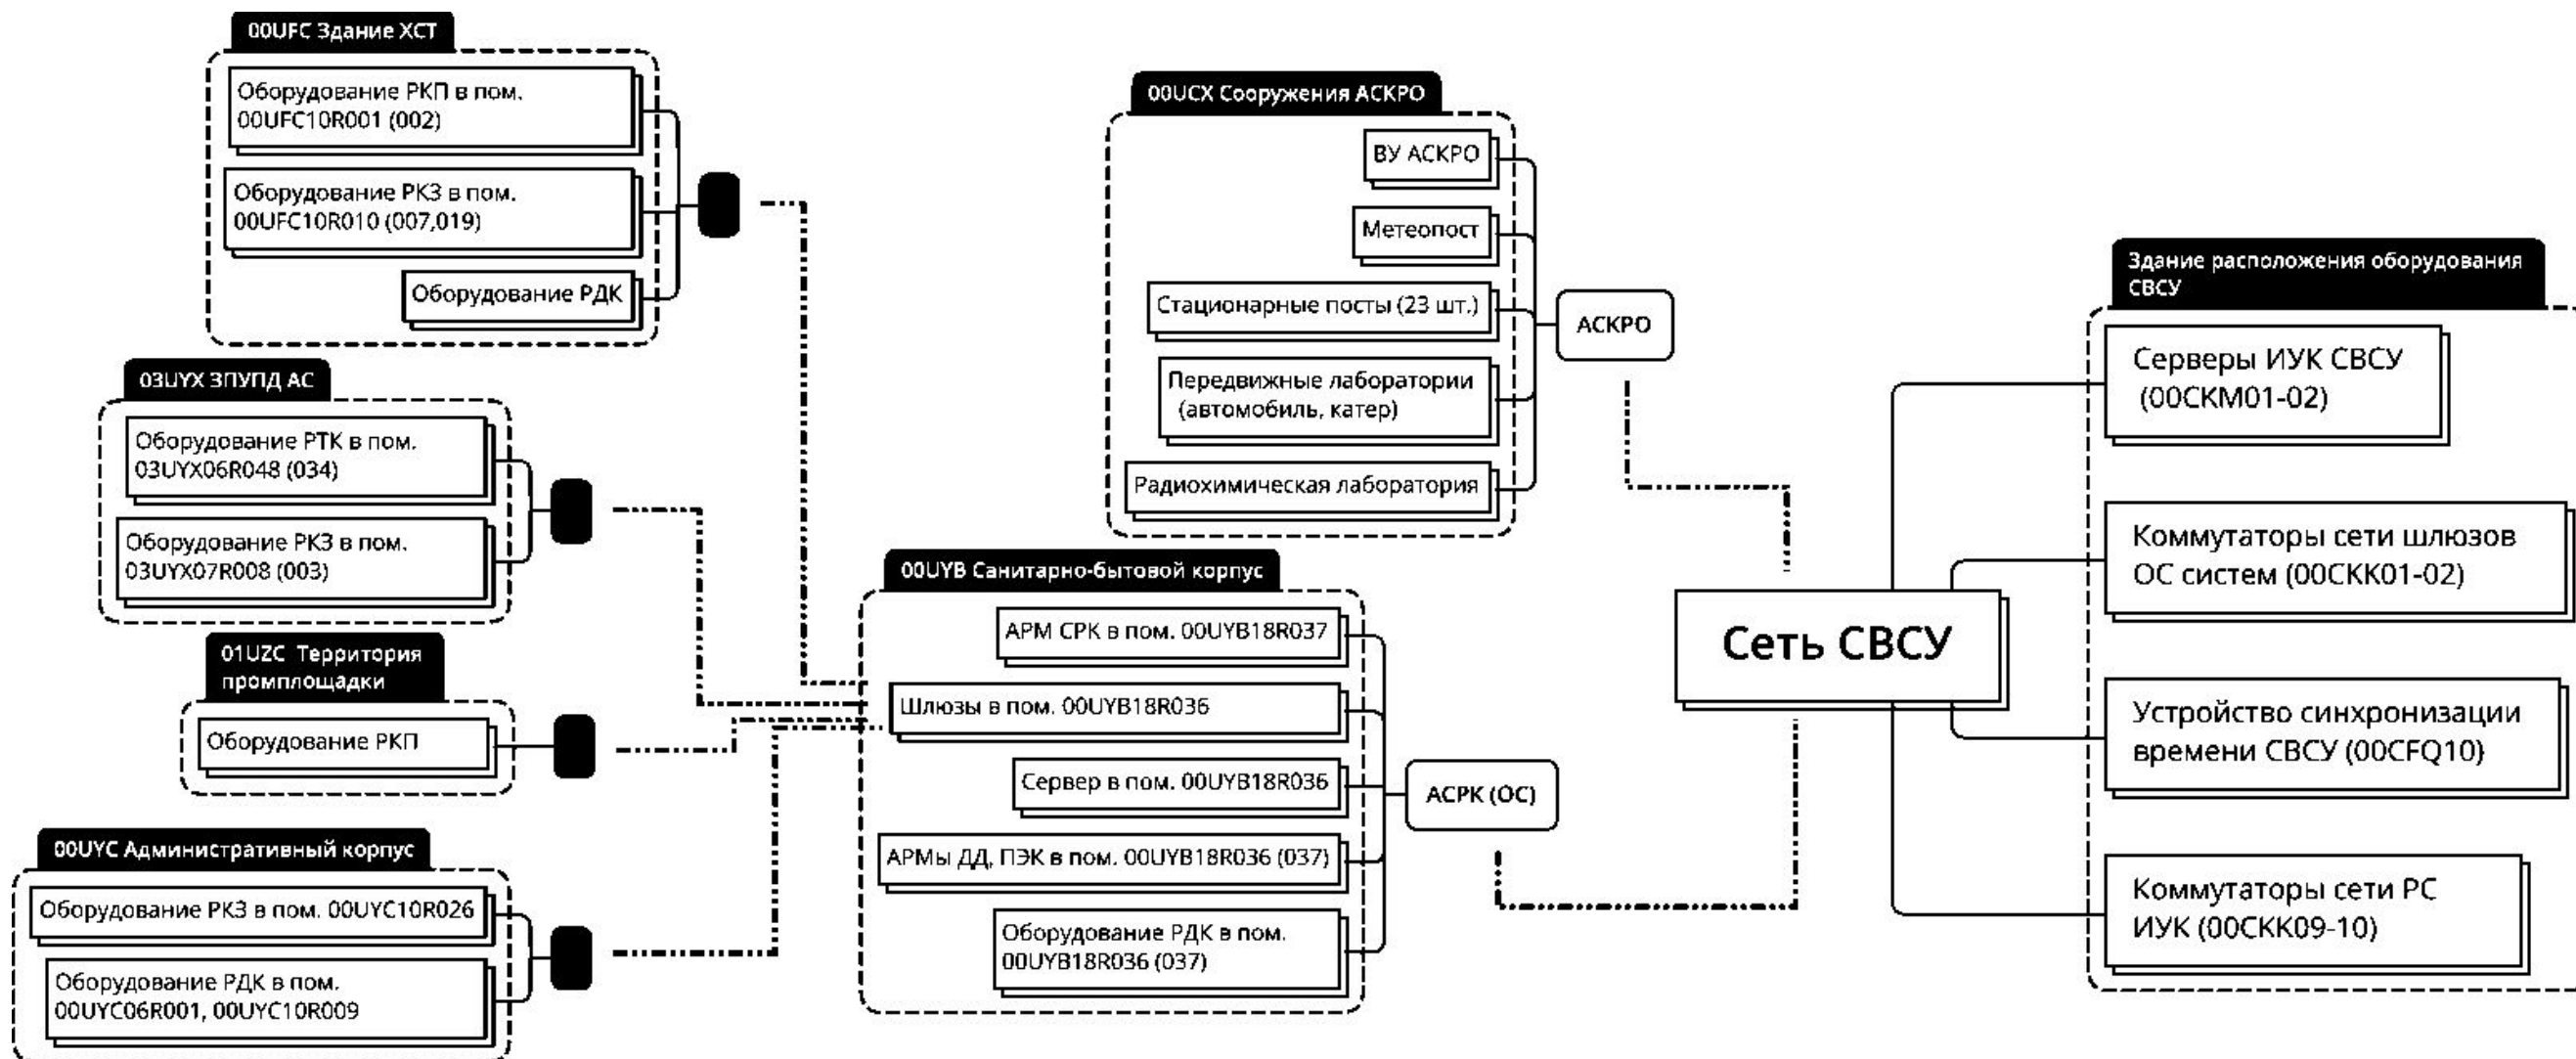 00UFC Здание ХСТ
Оборудование РКП в пом.
00UFC10R001 (002)
Оборудование РКЗ в пом.
00UFC10R010 (007,019)
Оборудование РДК
03UYX ЗПУПД АС
Оборудование РТК в пом.
03UYX06R048 (034)
Оборудование РКЗ в пом.
03UYX07R008 (003)
01UZC Территория
промплощадки
Оборудование РКП
00UYC Административный корпус
Оборудование РКЗ в пом. 00UYC10R026
Оборудование РДК в пом.
00UYC06R001, 00UYC10R009
00UCX Сооружения АСКРО
ВУ АСКРО
Метеопост
Стационарные посты (23 шт.)
Передвижные лаборатории
(автомобиль, катер)
Радиохимическая лаборатория
АСКРО
00UYB Санитарно-бытовой корпус
АРМ СРК в пом. 00UYB18R037
Шлюзы в пом. 00UYB18R036
Сервер в пом. 00UYB18R036
АРМы ДД, ПЭК в пом. 00UYB18R036 (037)
Оборудование РДК в пом.
00UYB18R036 (037)
АСРК (ОС)
Сеть СВСУ
Здание расположения оборудования
СВСУ
Серверы ИУК СВСУ
(00CKM01-02)
Коммутаторы сети шлюзов
ОС систем (00CKK01-02)
Устройство синхронизации
времени СВСУ (00CFQ10)
Коммутаторы сети РС
ИУК (00CKK09-10)